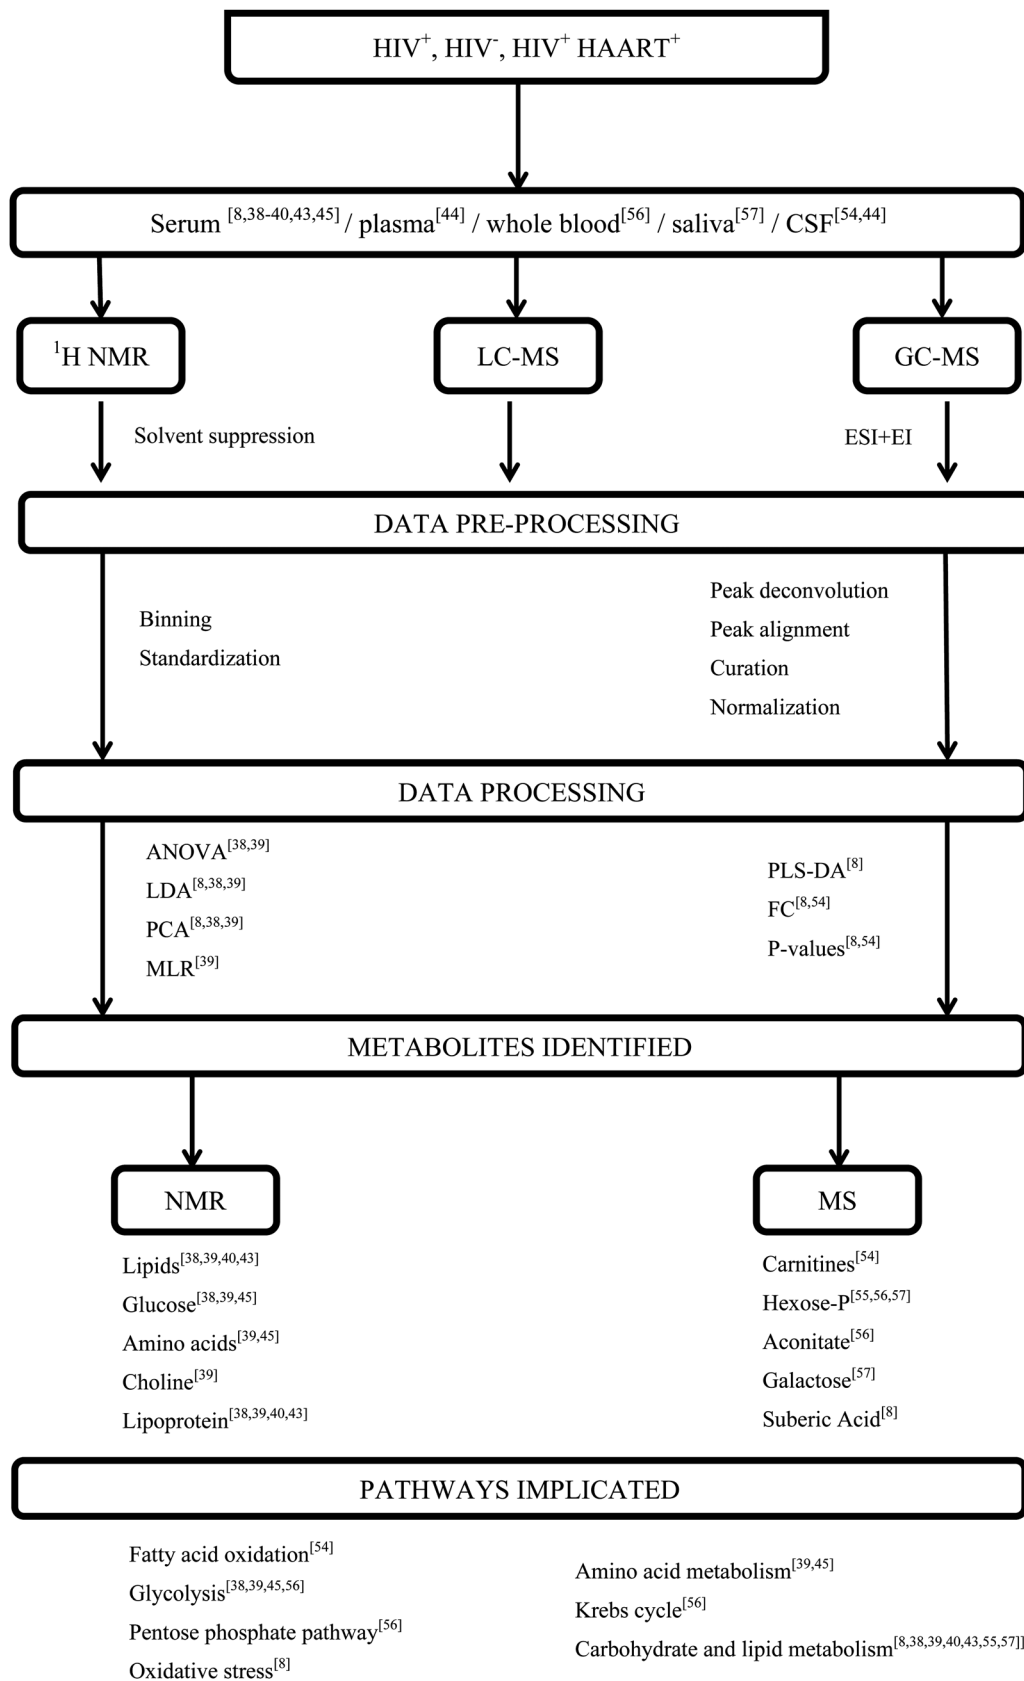 HIV⁺, HIV⁻, HIV⁺ HAART⁺
Serum [8,38-40,43,45] / plasma[44] / whole blood[56] / saliva[57] / CSF[54,44]
¹H NMR
LC-MS
GC-MS
Solvent suppression
ESI+EI
DATA PRE-PROCESSING
Binning
Standardization
Peak deconvolution
Peak alignment
Curation
Normalization
DATA PROCESSING
ANOVA[38,39]
LDA[8,38,39]
PCA[8,38,39]
MLR[39]
PLS-DA[8]
FC[8,54]
P-values[8,54]
METABOLITES IDENTIFIED
NMR
MS
Lipids[38,39,40,43]
Glucose[38,39,45]
Amino acids[39,45]
Choline[39]
Lipoprotein[38,39,40,43]
Carnitines[54]
Hexose-P[55,56,57]
Aconitate[56]
Galactose[57]
Suberic Acid[8]
PATHWAYS IMPLICATED
Fatty acid oxidation[54]
Glycolysis[38,39,45,56]
Pentose phosphate pathway[56]
Oxidative stress[8]
Amino acid metabolism[39,45]
Krebs cycle[56]
Carbohydrate and lipid metabolism[8,38,39,40,43,55,57]]